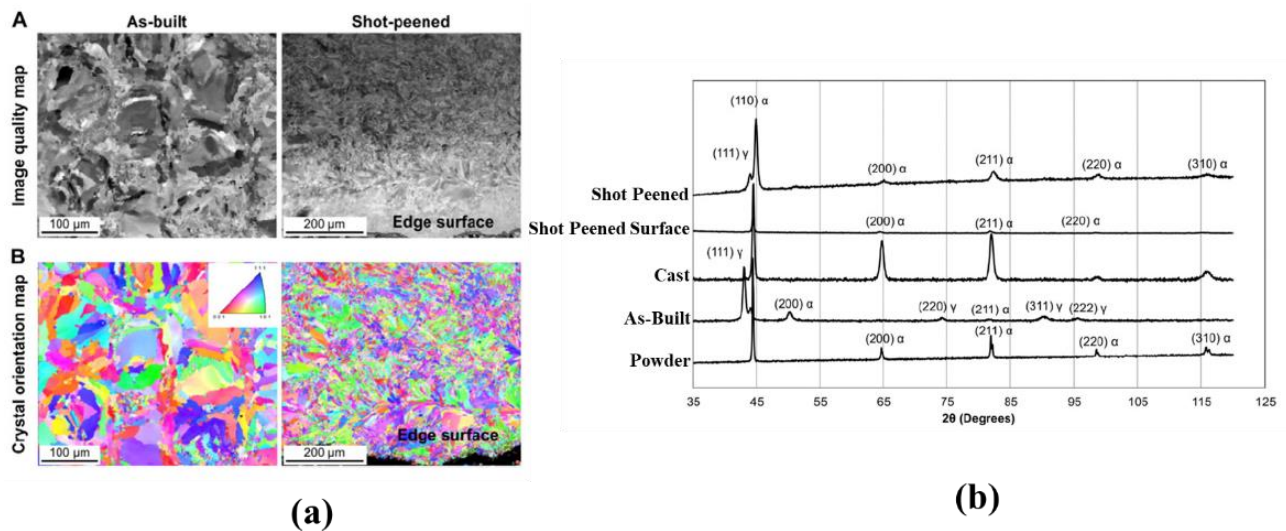 A
As-built
Shot-peened
Image quality map
100 µm
200 µm
Edge surface
B
Crystal orientation map
111
001
101
100 µm
200 µm
Edge surface
(a)
(110) α
(111) γ
(200) α
(211) α
(220) α
(310) α
Shot Peened
Shot Peened Surface
(200) α
(211) α
(220) α
(111) γ
Cast
(200) α
(220) γ
(211) α
(311) γ
(222) γ
As-Built
(211) α
(200) α
(220) α
(310) α
Powder
35 45 55 65 75 85 95 105 115 125
2θ (Degrees)
(b)